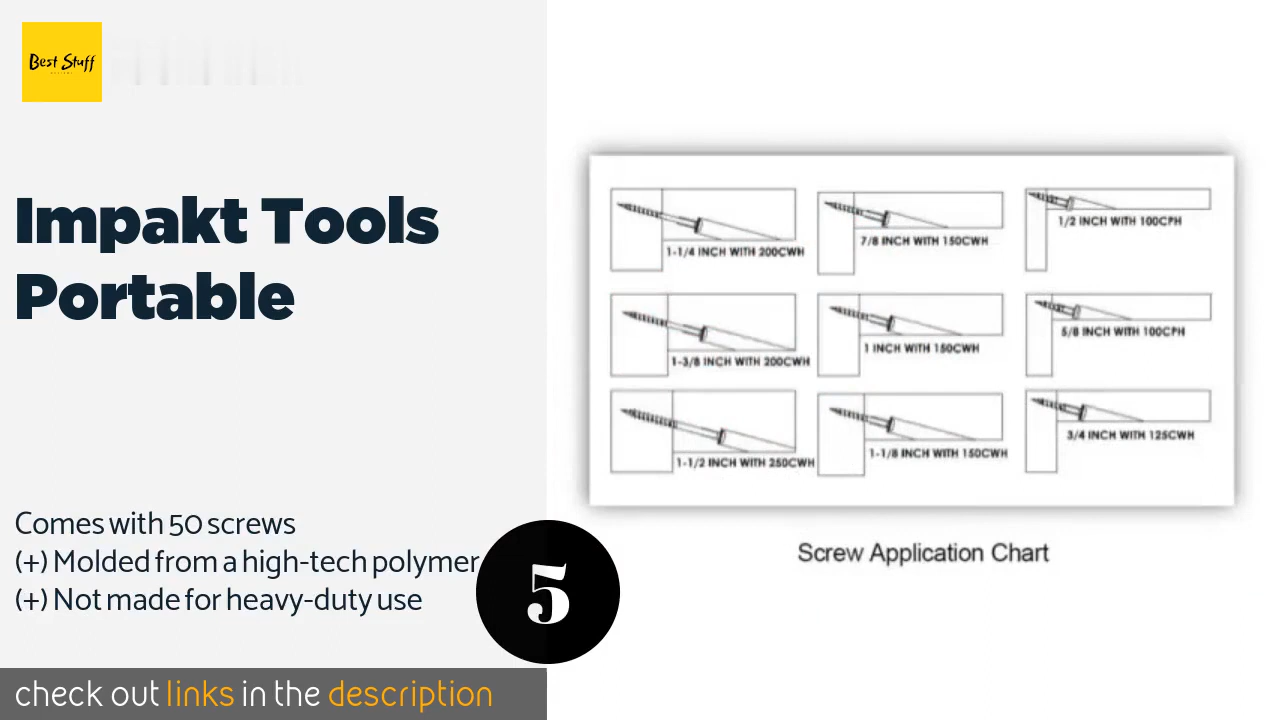 Best Stuff
Impakt Tools
Portable
Comes with 50 screws
(+) Molded from a high-tech polymer
(+) Not made for heavy-duty use
5
check out links in the description
1-1/4 INCH WITH 200CWH
7/8 INCH WITH 150CWH
1/2 INCH WITH 100CPH
1-3/8 INCH WITH 200CWH
1 INCH WITH 150CWH
5/8 INCH WITH 100CPH
1-1/2 INCH WITH 250CWH
1-1/8 INCH WITH 150CWH
3/4 INCH WITH 125CWH
Screw Application Chart